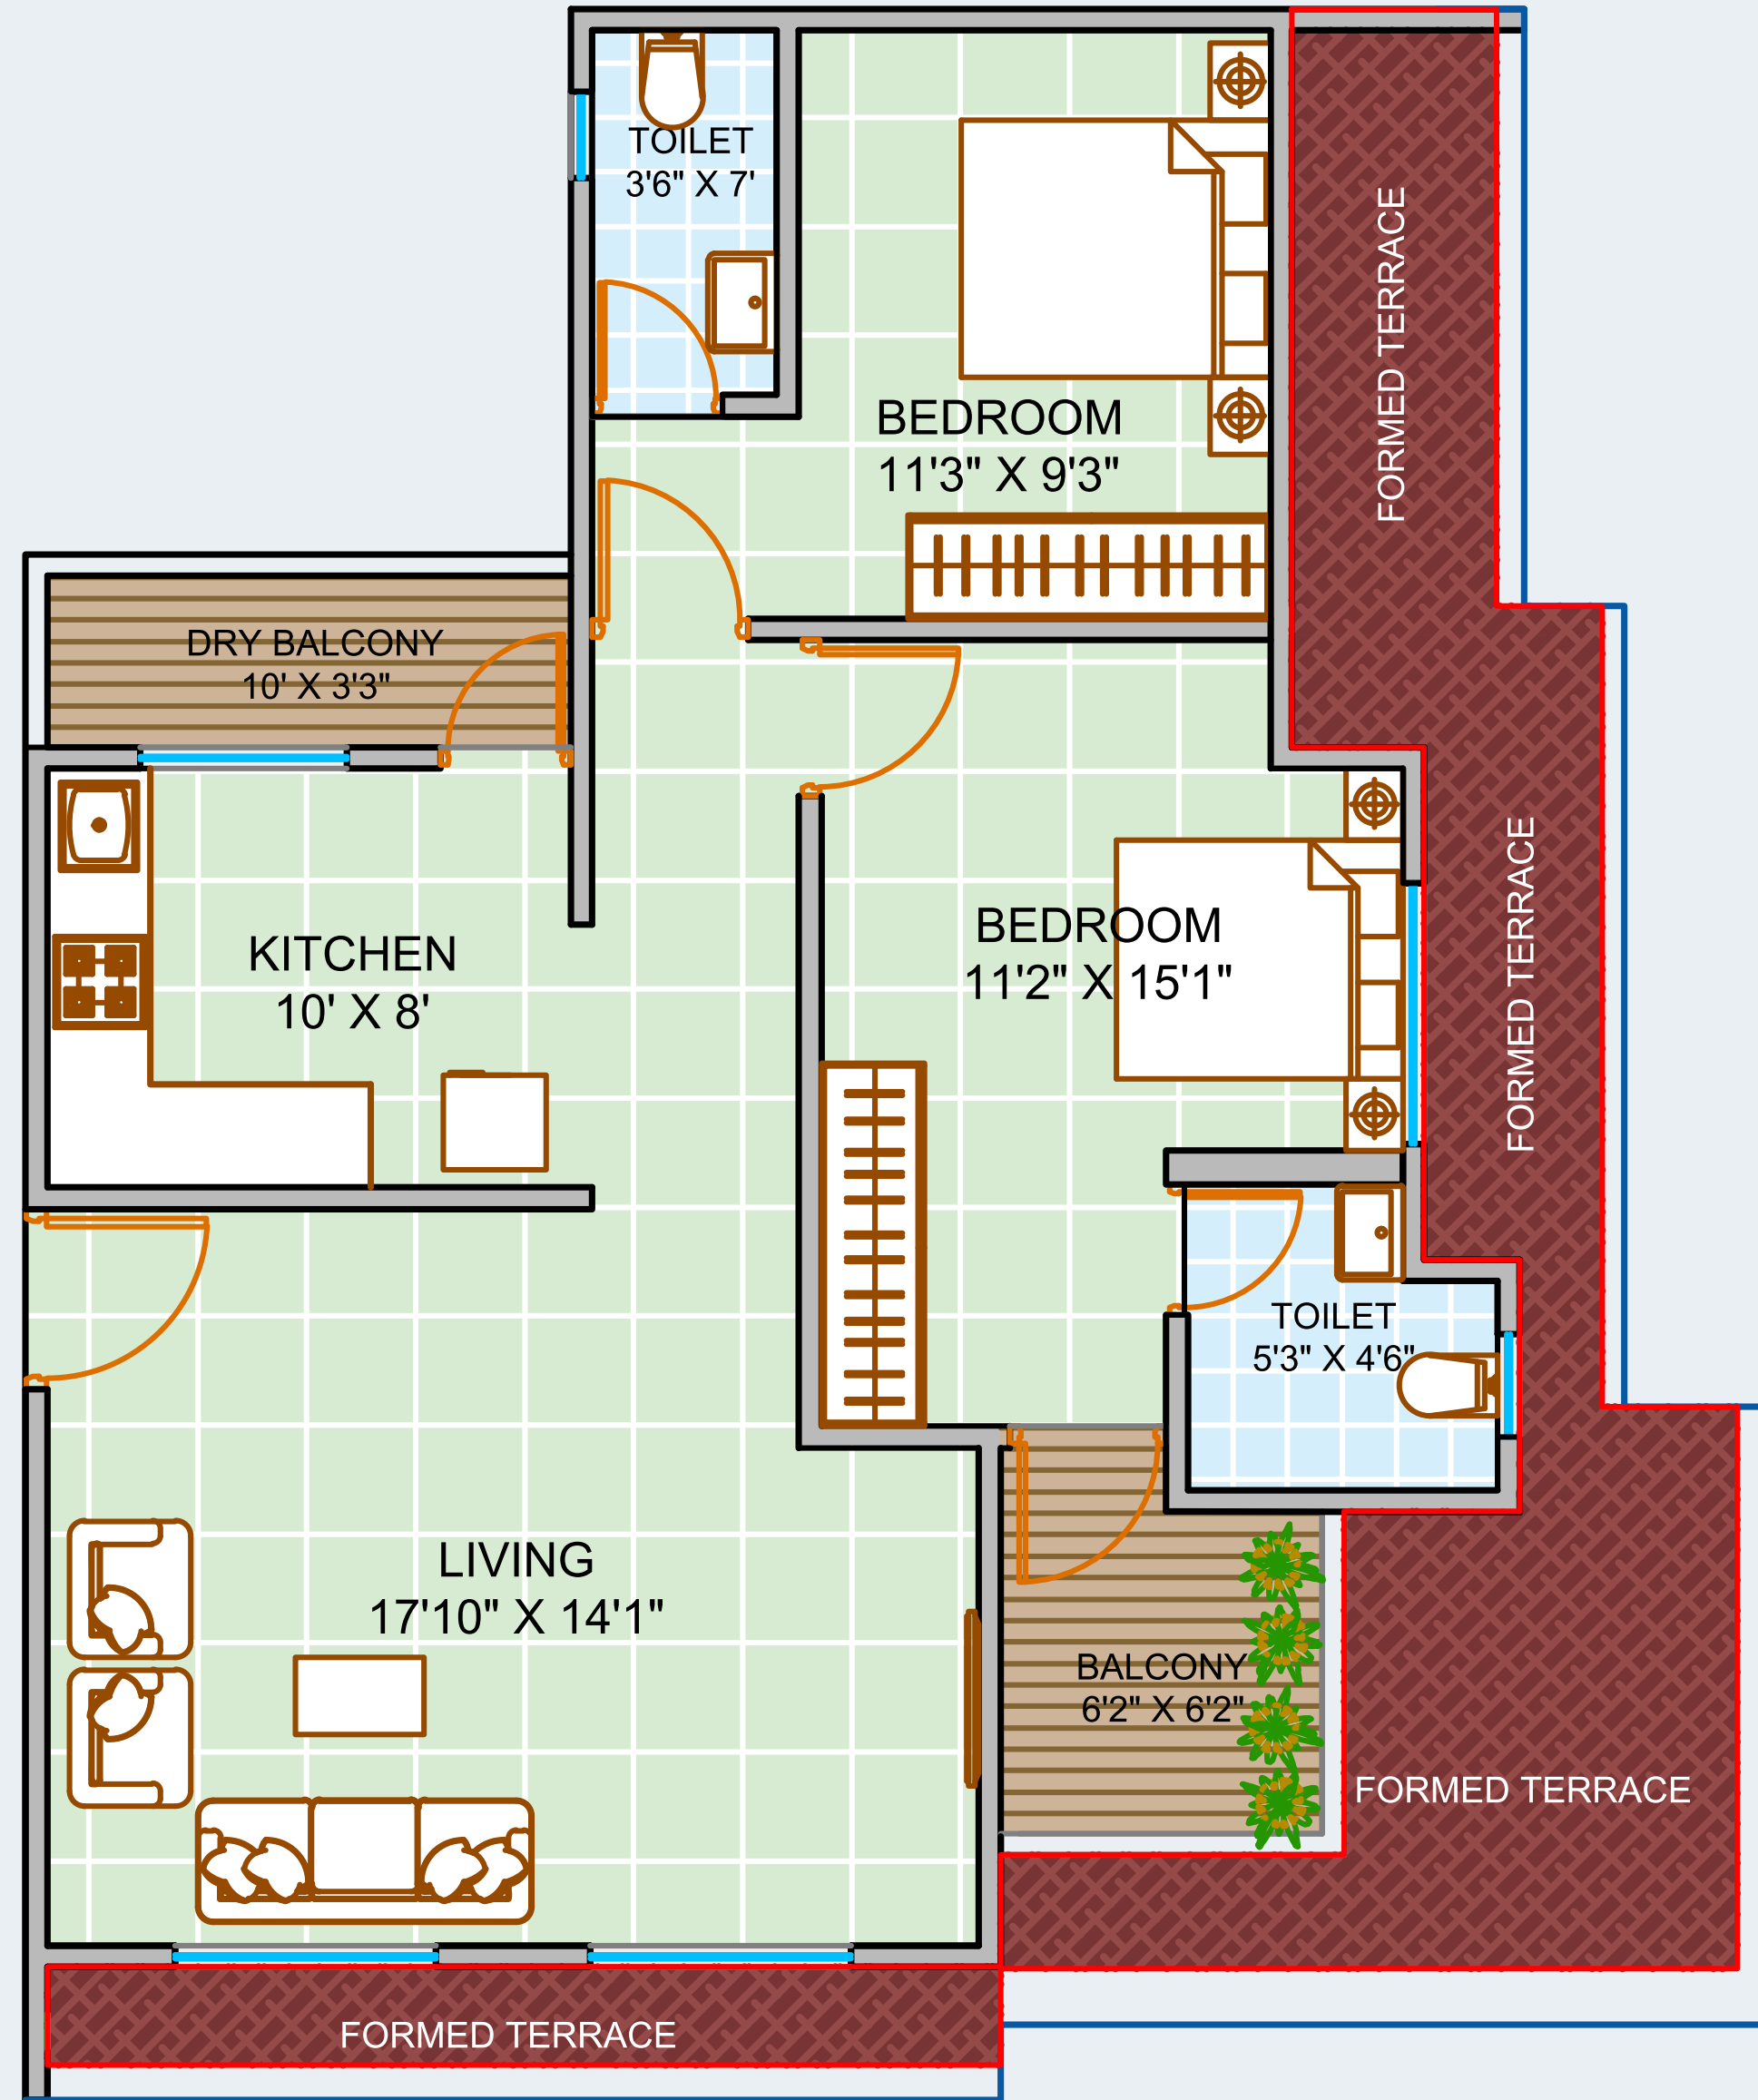 TOILET
3'6" X 7'
FORMED TERRACE
BEDROOM
11'3" X 9'3"
DRY BALCONY
10' X 3'3"
FORMED TERRACE
BEDROOM
11'2" X 15'1"
KITCHEN
10' X 8'
TOILET
5'3" X 4'6"
LIVING
17'10" X 14'1"
BALCONY
6'2" X 6'2"
FORMED TERRACE
FORMED TERRACE